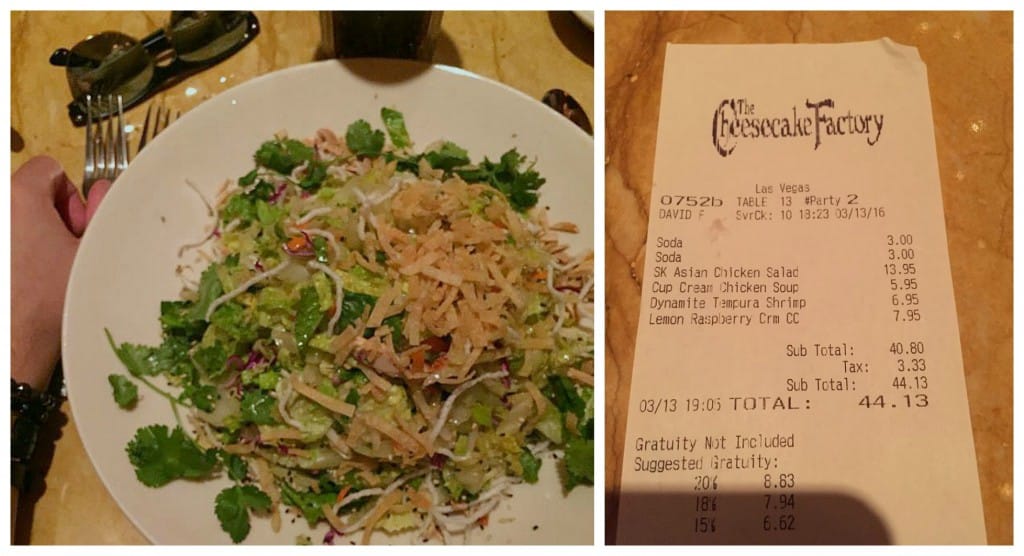 The
Cheesecake Factory
Las Vegas
0752b TABLE 13 #Party 2
DAVID F SvrCk: 10 18:23 03/13/16
Soda 3.00
Soda 3.00
SK Asian Chicken Salad 13.95
Cup Cream Chicken Soup 5.95
Dynamite Tempura Shrimp 6.95
Lemon Raspberry Crm CC 7.95
Sub Total: 40.80
Tax: 3.33
Sub Total: 44.13
03/13 19:05 TOTAL: 44.13
Gratuity Not Included
Suggested Gratuity:
20% 8.83
18% 7.94
15% 6.62